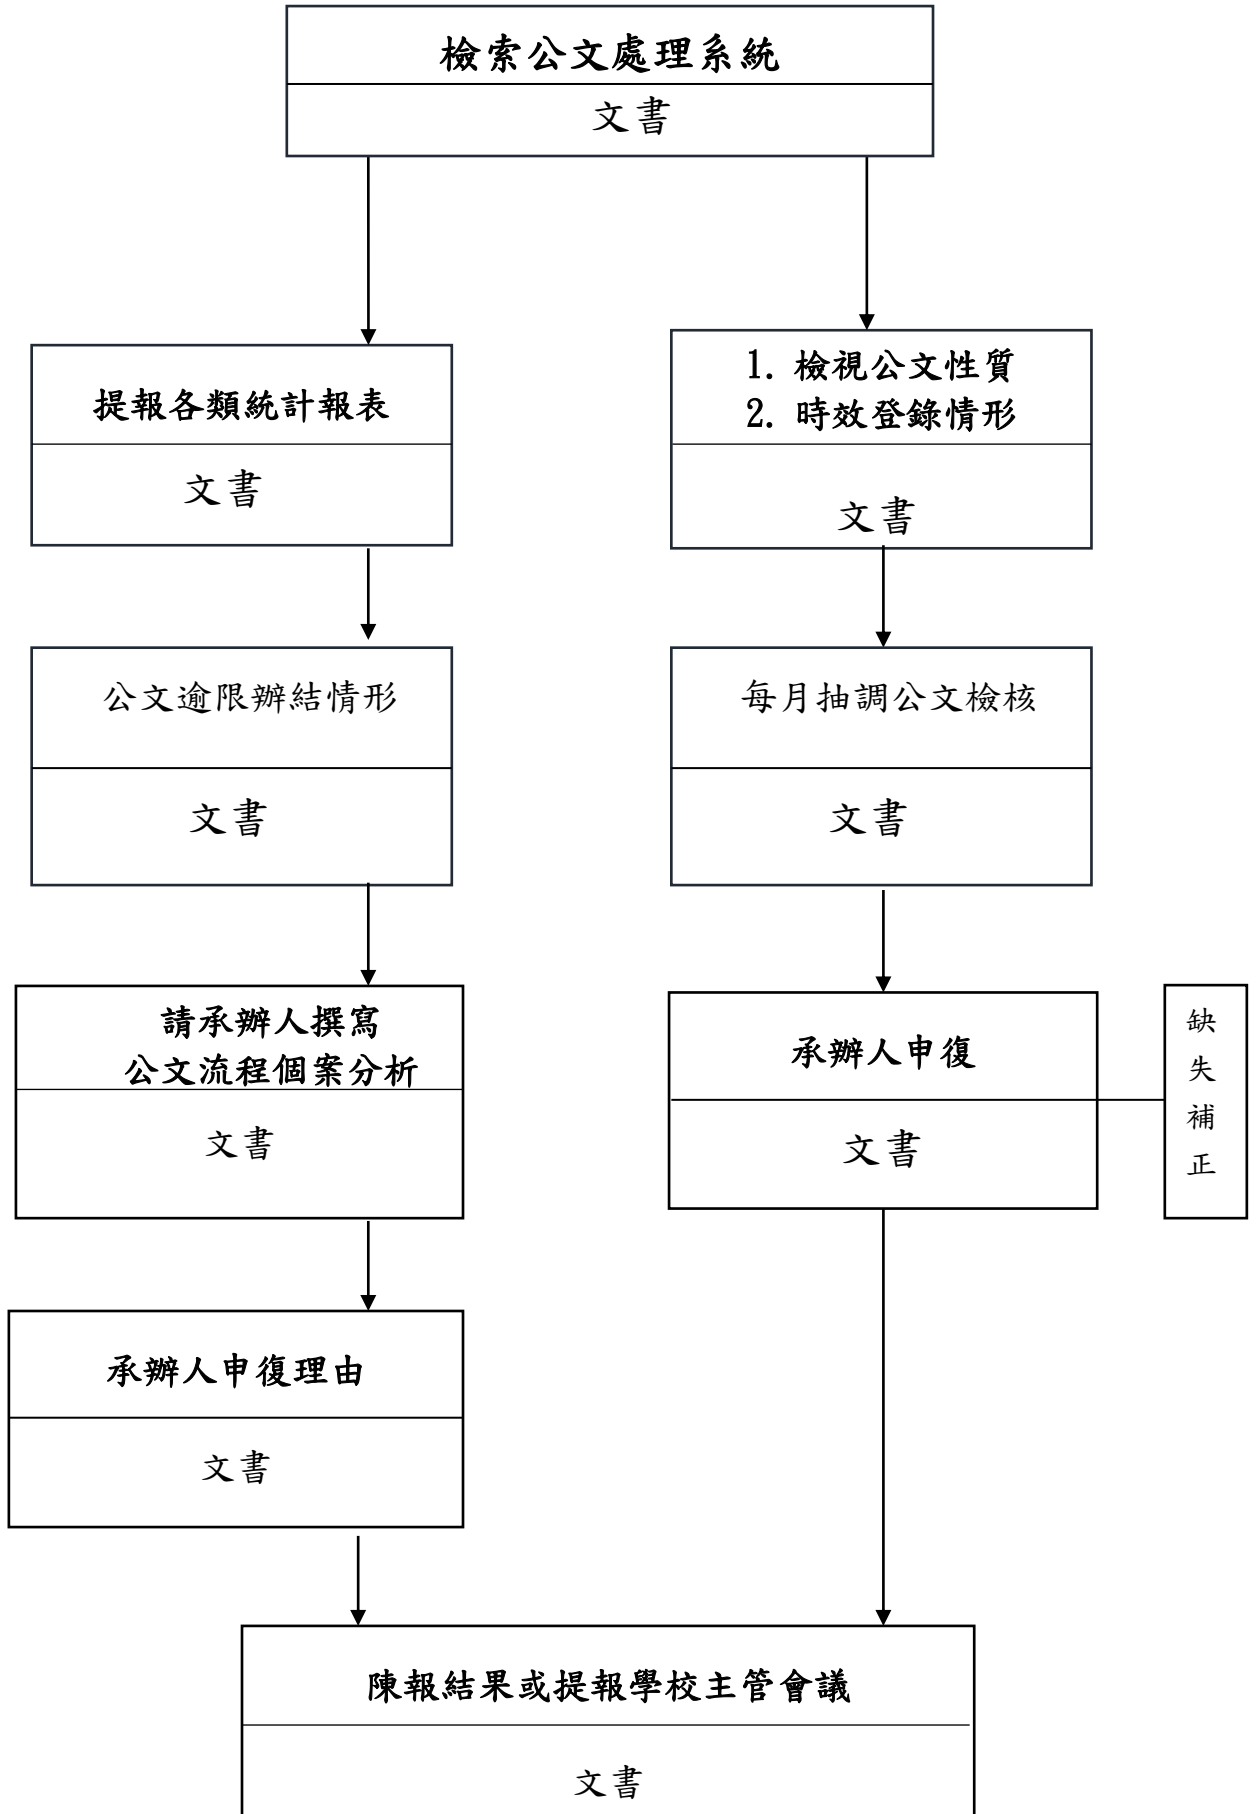 檢索公文處理系統
文書
提報各類統計報表
文書
1. 檢視公文性質
2. 時效登錄情形
文書
公文逾限辦結情形
文書
每月抽調公文檢核
文書
請承辦人撰寫
公文流程個案分析
文書
承辦人申復
文書
缺
失
補
正
承辦人申復理由
文書
陳報結果或提報學校主管會議
文書